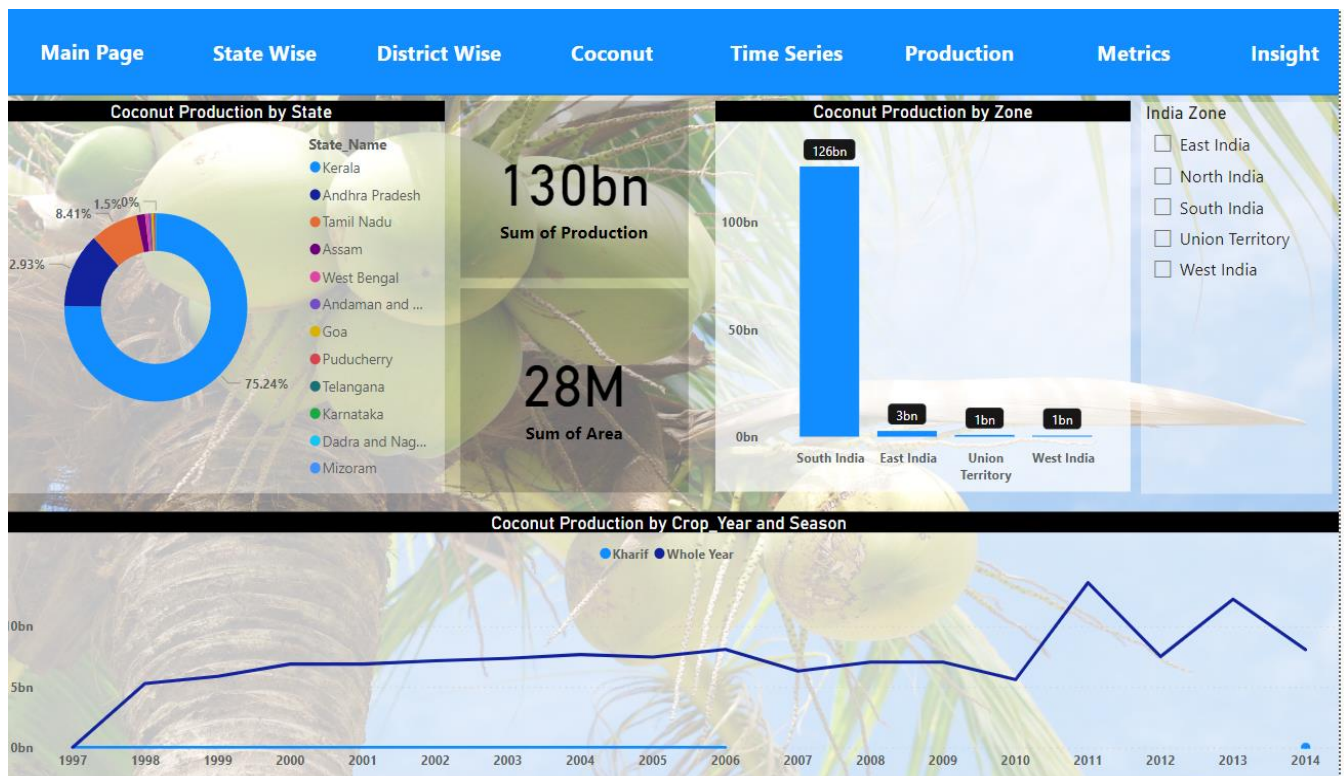 Main Page State Wise District Wise Coconut Time Series Production Metrics Insight
Coconut Production by State
State_Name
Kerala
Andhra Pradesh
Tamil Nadu
Assam
West Bengal
Andaman and ...
Goa
Puducherry
Telangana
Karnataka
Dadra and Nag...
Mizoram
1.5% 0%
8.41%
2.93%
75.24%
130bn
Sum of Production
28M
Sum of Area
Coconut Production by Zone
126bn
100bn
50bn
3bn 1bn 1bn
0bn
South India East India Union Territory West India
India Zone
East India
North India
South India
Union Territory
West India
Coconut Production by Crop_Year and Season
Kharif Whole Year
0bn
5bn
0bn
1997 1998 1999 2000 2001 2002 2003 2004 2005 2006 2007 2008 2009 2010 2011 2012 2013 2014